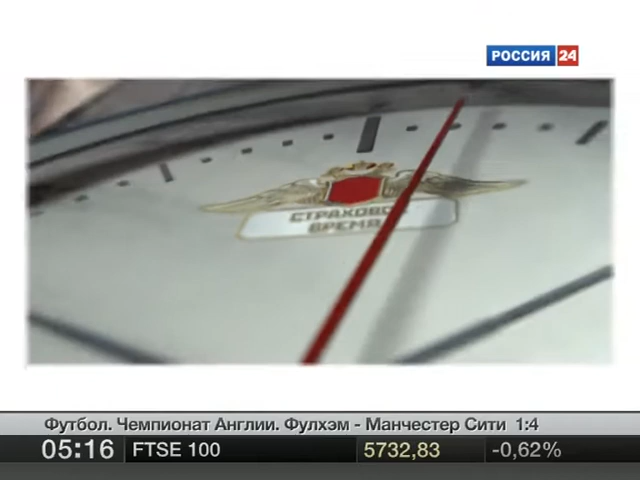 РОССИЯ 24
СТРАХОВОЕ
ВРЕМЯ
Футбол. Чемпионат Англии. Фулхэм - Манчестер Сити 1:4
05:16 FTSE 100 5732,83 -0,62%